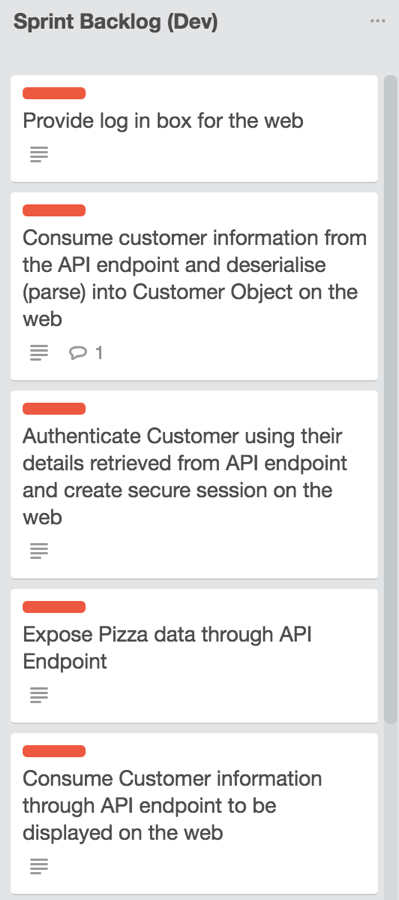 Sprint Backlog (Dev)
Provide log in box for the web
Consume customer information from
the API endpoint and deserialise
(parse) into Customer Object on the
web
1
Authenticate Customer using their
details retrieved from API endpoint
and create secure session on the
web
Expose Pizza data through API
Endpoint
Consume Customer information
through API endpoint to be
displayed on the web